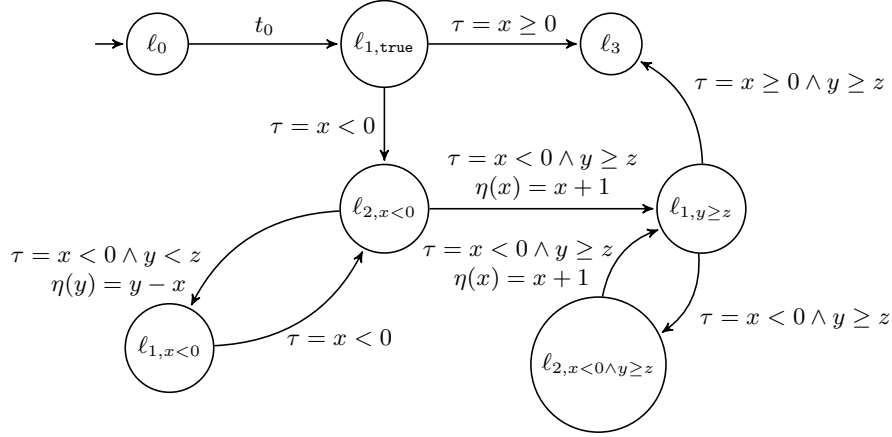 ℓ₀
t₀
ℓ₁,true
τ = x ≥ 0
ℓ₃
τ = x ≥ 0 ∧ y ≥ z
τ = x < 0
τ = x < 0 ∧ y ≥ z
η(x) = x + 1
ℓ₂,x<0
ℓ₁,y≥z
τ = x < 0 ∧ y < z
η(y) = y − x
τ = x < 0 ∧ y ≥ z
η(x) = x + 1
τ = x < 0 ∧ y ≥ z
ℓ₁,x<0
τ = x < 0
ℓ₂,x<0∧y≥z